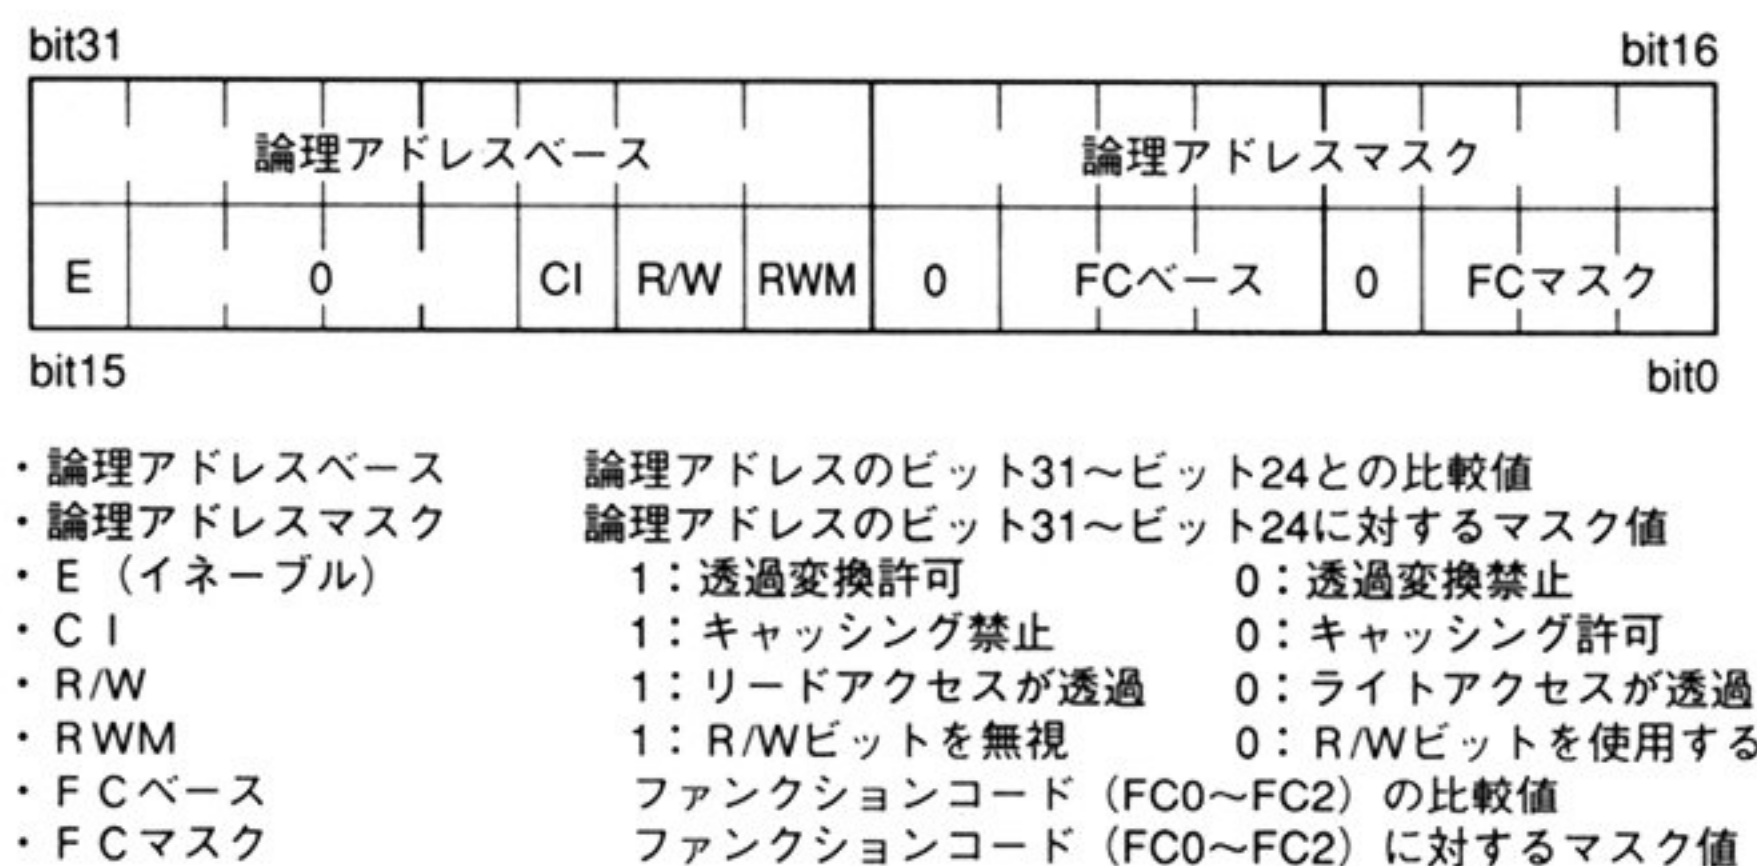 bit31 bit16
論理アドレスベース 論理アドレスマスク
E 0 CI R/W RWM 0 FCベース 0 FCマスク
bit15 bit0
・論理アドレスベース 論理アドレスのビット31～ビット24との比較値
・論理アドレスマスク 論理アドレスのビット31～ビット24に対するマスク値
・E（イネーブル） 1：透過変換許可 0：透過変換禁止
・CI 1：キャッシング禁止 0：キャッシング許可
・R/W 1：リードアクセスが透過 0：ライトアクセスが透過
・RWM 1：R/Wビットを無視 0：R/Wビットを使用する
・FCベース ファンクションコード（FC0～FC2）の比較値
・FCマスク ファンクションコード（FC0～FC2）に対するマスク値